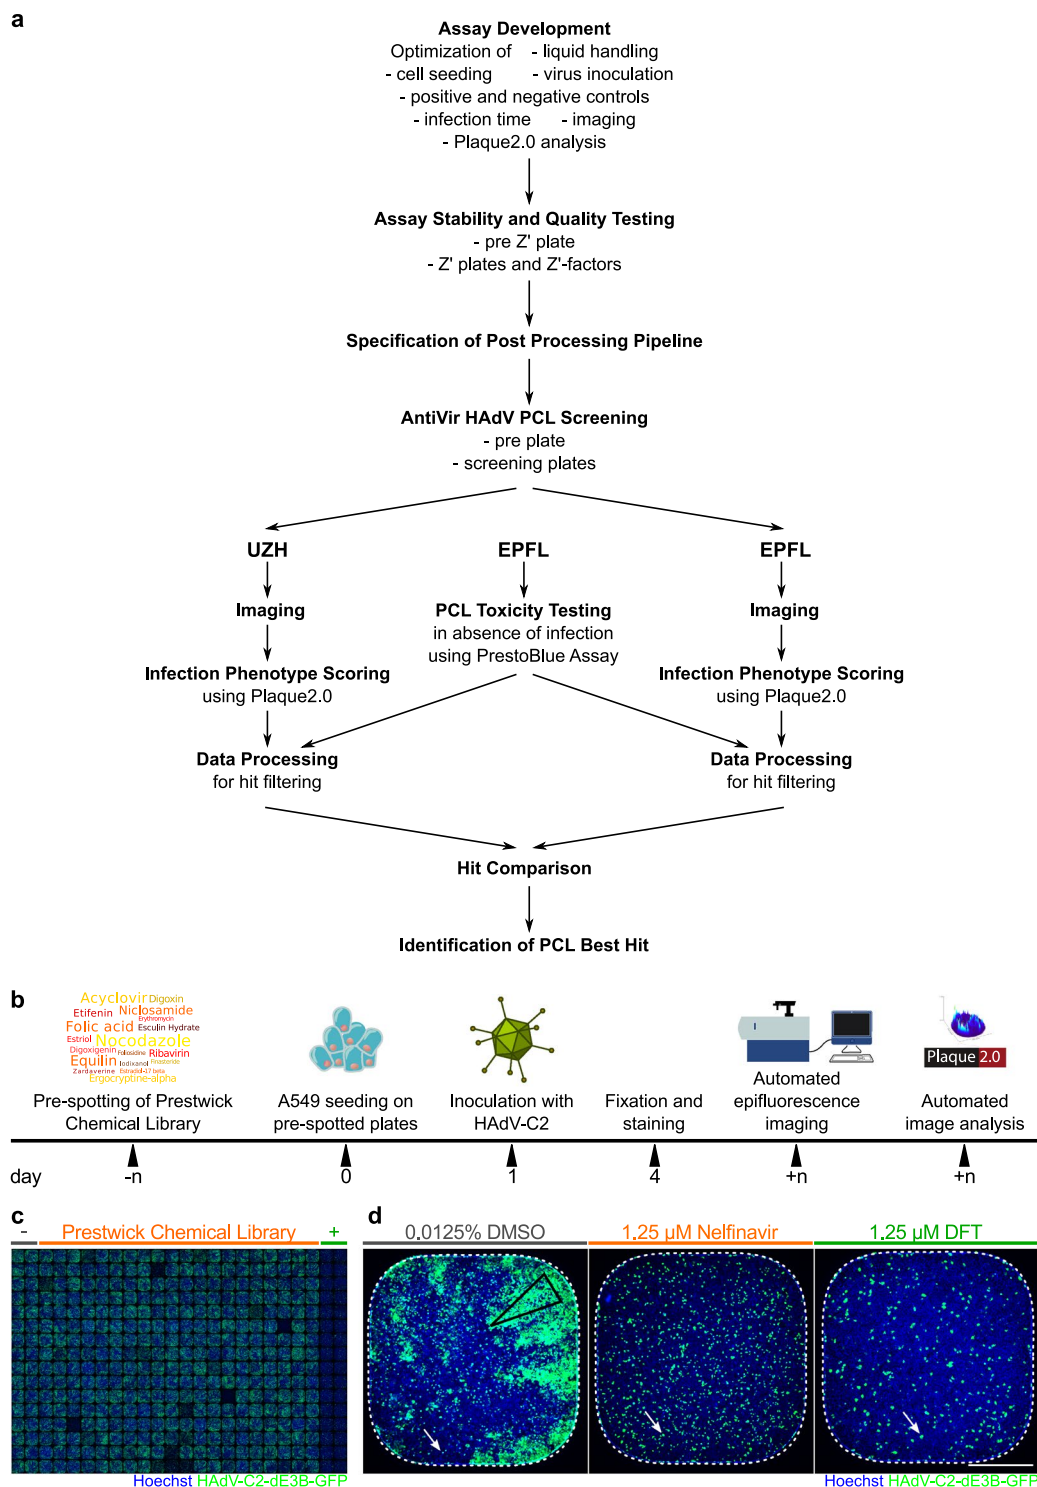 a
Assay Development
Optimization of - liquid handling
- cell seeding - virus inoculation
- positive and negative controls
- infection time - imaging
- Plaque2.0 analysis
Assay Stability and Quality Testing
- pre Z' plate
- Z' plates and Z'-factors
Specification of Post Processing Pipeline
AntiVir HAdV PCL Screening
- pre plate
- screening plates
UZH EPFL EPFL
Imaging PCL Toxicity Testing Imaging
in absence of infection
using PrestoBlue Assay
Infection Phenotype Scoring Infection Phenotype Scoring
using Plaque2.0 using Plaque2.0
Data Processing Data Processing
for hit filtering for hit filtering
Hit Comparison
Identification of PCL Best Hit
b
Acyclovir Digoxin
Etifenin Niclosamide
Erythromycin
Folic acid Esculin Hydrate
Estriol Nocodazole
Digoxigenin Folliosidine Ribavirin
Equilin Iodixanol Finasteride
Zardaverine Estradiol-17 beta
Ergocryptine-alpha
Plaque 2.0
Pre-spotting of Prestwick Chemical Library
A549 seeding on pre-spotted plates
Inoculation with HAdV-C2
Fixation and staining
Automated epifluorescence imaging
Automated image analysis
day -n 0 1 4 +n +n
c
- Prestwick Chemical Library +
Hoechst HAdV-C2-dE3B-GFP
d
0.0125% DMSO 1.25 µM Nelfinavir 1.25 µM DFT
Hoechst HAdV-C2-dE3B-GFP